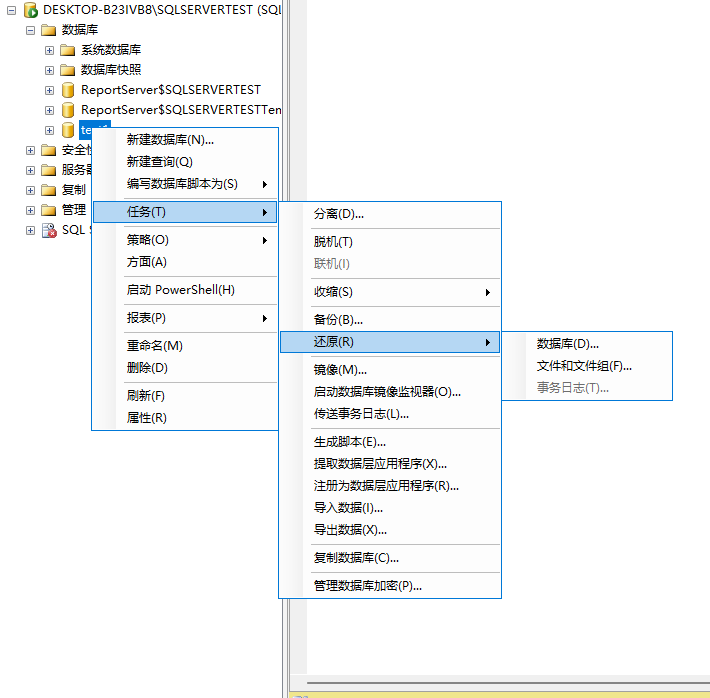 DESKTOP-B23IVB8\SQLSERVERTEST (SQL
数据库
系统数据库
数据库快照
ReportServer$SQLSERVERTEST
ReportServer$SQLSERVERTESTTem
安全性
服务器
复制
管理
SQL S
新建数据库(N)...
新建查询(Q)
编写数据库脚本为(S)
任务(T)
策略(O)
方面(A)
启动 PowerShell(H)
报表(P)
重命名(M)
删除(D)
刷新(F)
属性(R)
分离(D)...
脱机(T)
联机(I)
收缩(S)
备份(B)...
还原(R)
镜像(M)...
启动数据库镜像监视器(O)...
传送事务日志(L)...
生成脚本(E)...
提取数据层应用程序(X)...
注册为数据层应用程序(R)...
导入数据(I)...
导出数据(X)...
复制数据库(C)...
管理数据库加密(P)...
数据库(D)...
文件和文件组(F)...
事务日志(T)...